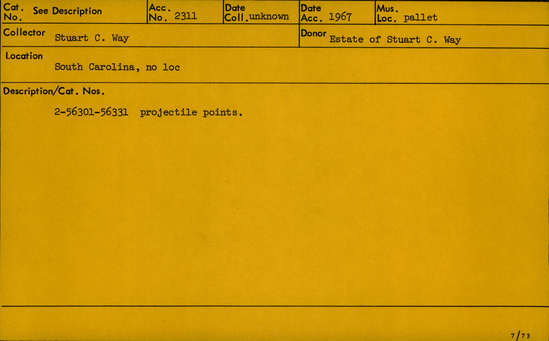 Cat. No. See Description Acc. No. 2311 Date Coll. unknown Date Acc. 1967 Mus. Loc. pallet
Collector Stuart C. Way Donor Estate of Stuart C. Way
Location
South Carolina, no loc
Description/Cat. Nos.
2-56301-56331 projectile points.
7/73